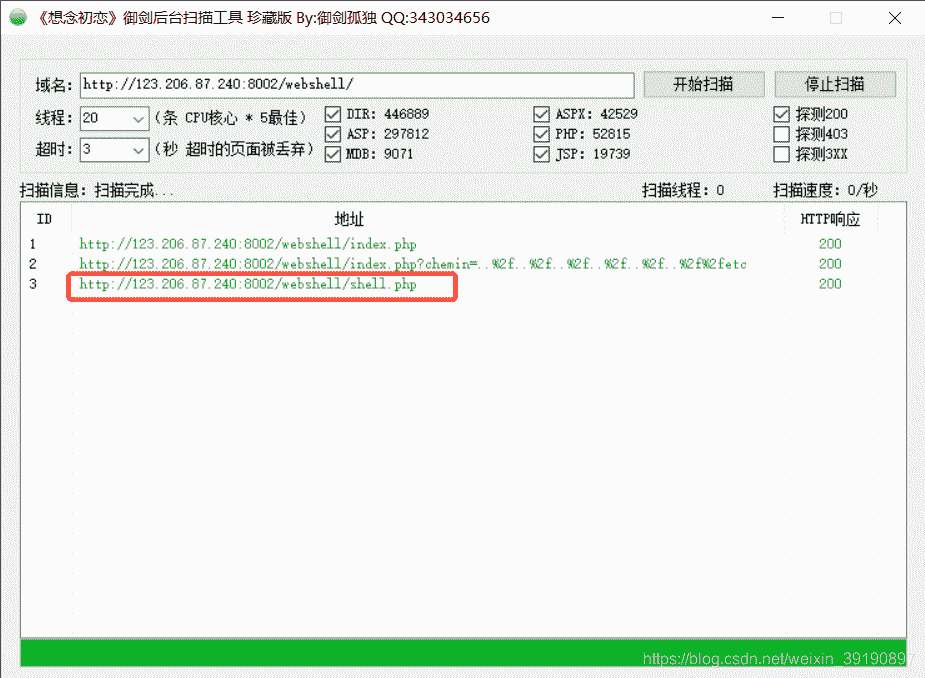 《想念初恋》御剑后台扫描工具 珍藏版 By:御剑孤独 QQ:343034656
域名: http://123.206.87.240:8002/webshell/ 开始扫描 停止扫描
线程: 20 (条 CPU核心 * 5最佳) DIR: 446889 ASPX: 42529 探测200
ASP: 297812 PHP: 52815 探测403
超时: 3 (秒 超时的页面被丢弃) MDB: 9071 JSP: 19739 探测3XX
扫描信息: 扫描完成... 扫描线程: 0 扫描速度: 0/秒
ID 地址 HTTP响应
1 http://123.206.87.240:8002/webshell/index.php 200
2 http://123.206.87.240:8002/webshell/index.php?chemin=..%2f..%2f..%2f..%2f..%2f..%2f%2fetc 200
3 http://123.206.87.240:8002/webshell/shell.php 200
https://blog.csdn.net/weixin_39190897